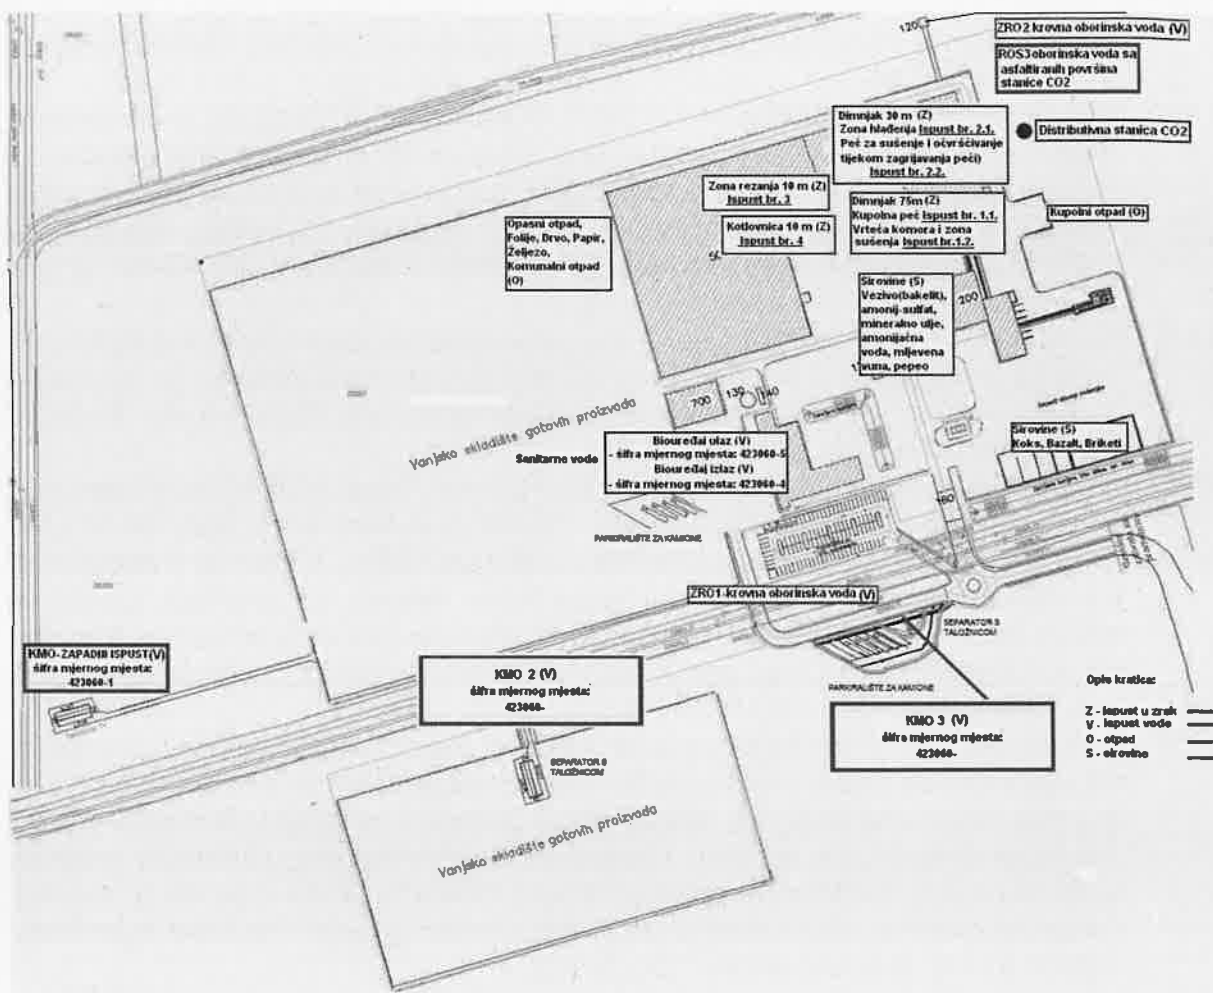 120
ZRO2 krovna oborinska voda (V)
ROS3 oborinska voda sa
asfaltiranih površina
stanice CO2
Dimnjak 30 m (Z)
Zona hlađenja Ispust br. 2.1.
Peć za sušenje i očvršćivanje
tijekom zagrijavanja peći)
Ispust br. 2.2.
Distributivna stanica CO2
Zona rezanja 10 m (Z)
Ispust br. 3
Kotlovnica 10 m (Z)
Ispust br. 4
Dimnjak 75m (Z)
Kupolna peć Ispust br. 1.1.
Vrteća komora i zona
sušenja Ispust br.1.2.
Kupolni otpad (O)
Opasni otpad,
Folije, Drvo, Papir,
Željezo,
Komunalni otpad
(O)
Sirovine (S)
Vezivo(bakelit),
amonij-sulfat,
mineralno ulje,
amonijačna
voda, mljevena
vuna, pepeo
200
700
130
140
Vanjsko skladište gotovih proizvoda
Sanitarne vode
Biouređaj ulaz (V)
- šifra mjernog mjesta: 423060-5
Biouređaj izlaz (V)
- šifra mjernog mjesta: 423060-4
Sirovine (S)
Koks, Bazalt, Briketi
160
PARKIRALIŠTE ZA KAMIONE
ZRO1-krovna oborinska voda (V)
SEPARATOR S
TALOŽNICOM
KMO-ZAPADNI ISPUST(V)
šifra mjernog mjesta:
423060-1
KMO 2 (V)
šifra mjernog mjesta:
423060-
PARKIRALIŠTE ZA KAMIONE
KMO 3 (V)
šifra mjernog mjesta:
423060-
Opis kratica:
Z - ispust u zrak
V - ispust vode
O - otpad
S - sirovine
SEPARATOR S
TALOŽNICOM
Vanjsko skladište gotovih proizvoda